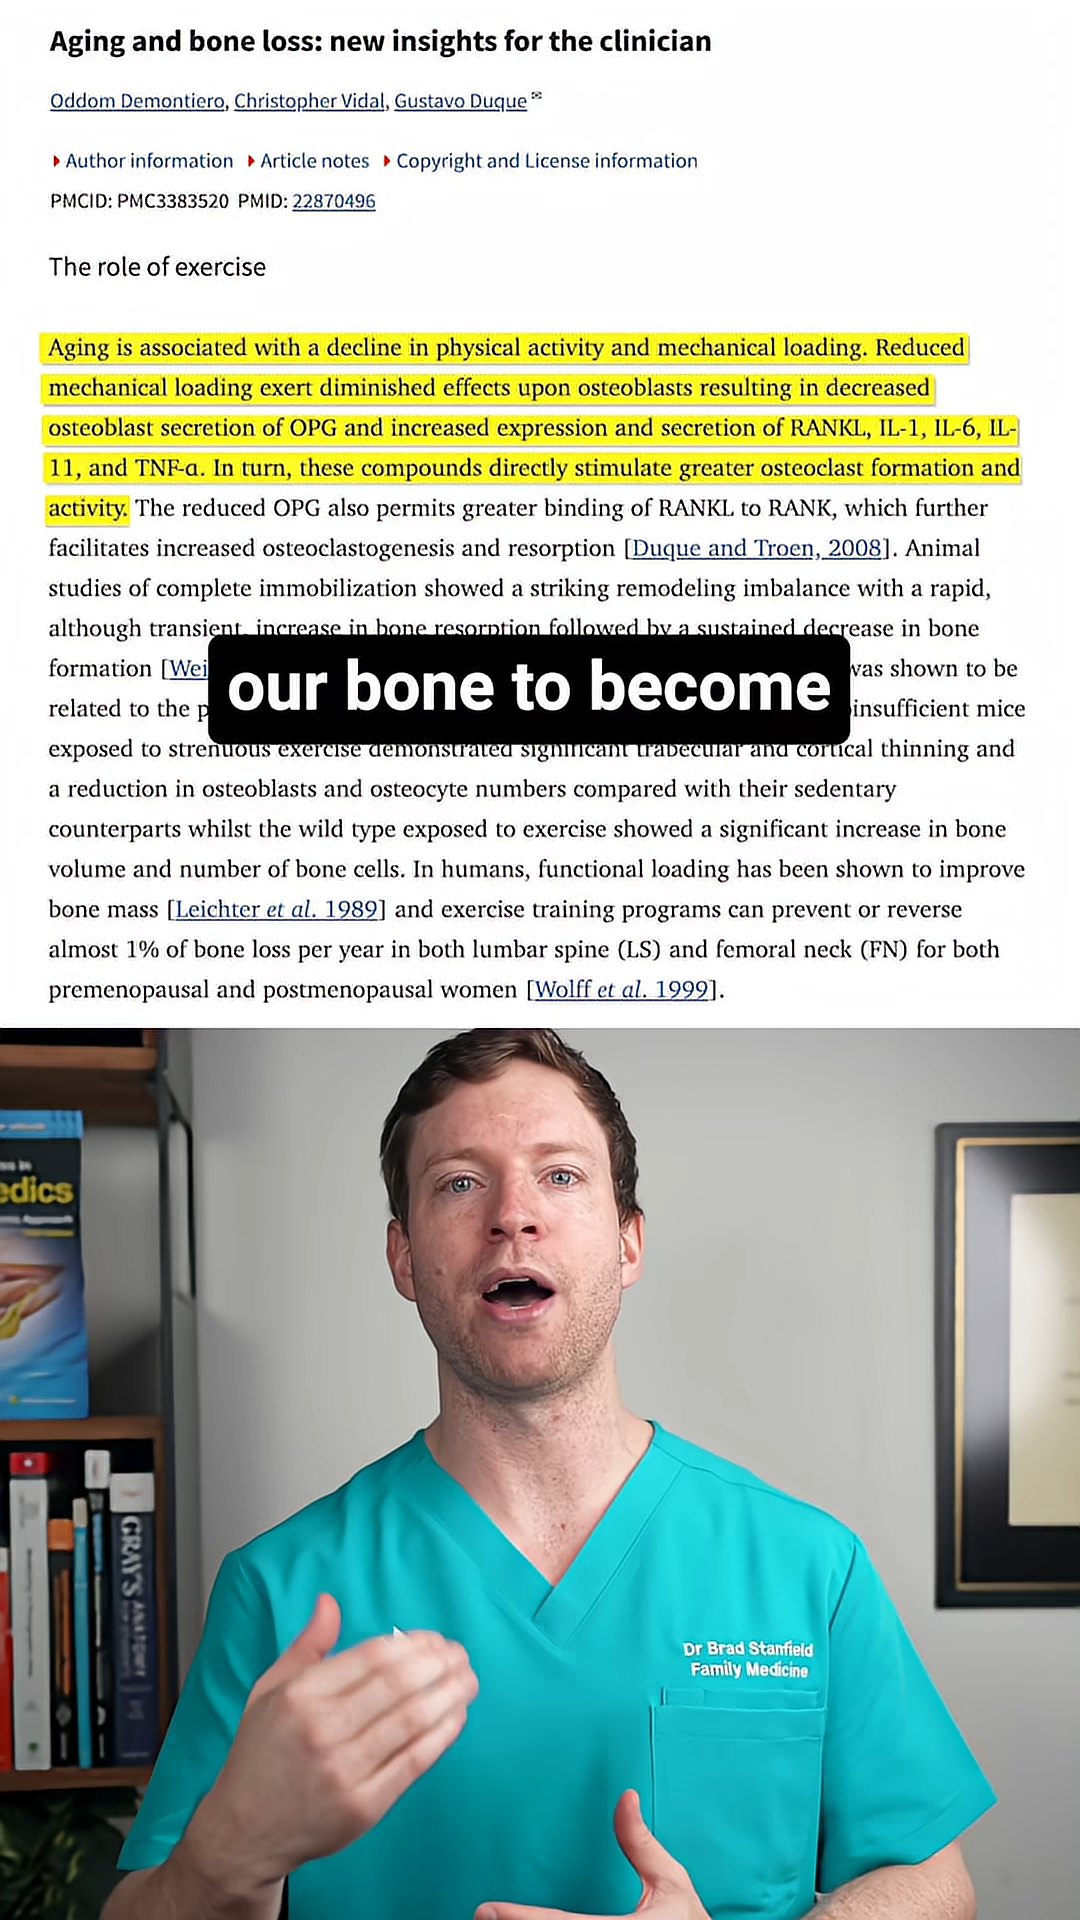 Aging and bone loss: new insights for the clinician
Oddom Demontiero, Christopher Vidal, Gustavo Duque ✉
Author information Article notes Copyright and License information
PMCID: PMC3383520 PMID: 22870496
The role of exercise
Aging is associated with a decline in physical activity and mechanical loading. Reduced
mechanical loading exert diminished effects upon osteoblasts resulting in decreased
osteoblast secretion of OPG and increased expression and secretion of RANKL, IL-1, IL-6, IL-
11, and TNF-α. In turn, these compounds directly stimulate greater osteoclast formation and
activity. The reduced OPG also permits greater binding of RANKL to RANK, which further
facilitates increased osteoclastogenesis and resorption [Duque and Troen, 2008]. Animal
studies of complete immobilization showed a striking remodeling imbalance with a rapid,
although transient, increase in bone resorption followed by a sustained decrease in bone
formation [Wei was shown to be
related to the p insufficient mice
our bone to become
exposed to strenuous exercise demonstrated significant trabecular and cortical thinning and
a reduction in osteoblasts and osteocyte numbers compared with their sedentary
counterparts whilst the wild type exposed to exercise showed a significant increase in bone
volume and number of bone cells. In humans, functional loading has been shown to improve
bone mass [Leichter et al. 1989] and exercise training programs can prevent or reverse
almost 1% of bone loss per year in both lumbar spine (LS) and femoral neck (FN) for both
premenopausal and postmenopausal women [Wolff et al. 1999].
edics
GRAY'S ANATOMY
Dr Brad Stanfield
Family Medicine